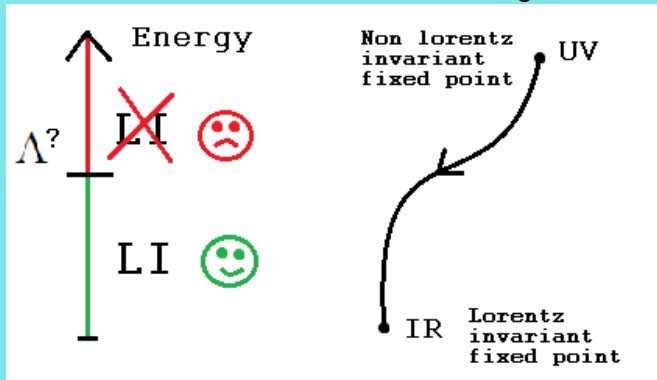 Energy
LI
Λ?
LI
Non lorentz
invariant
fixed point
UV
IR
Lorentz
invariant
fixed point